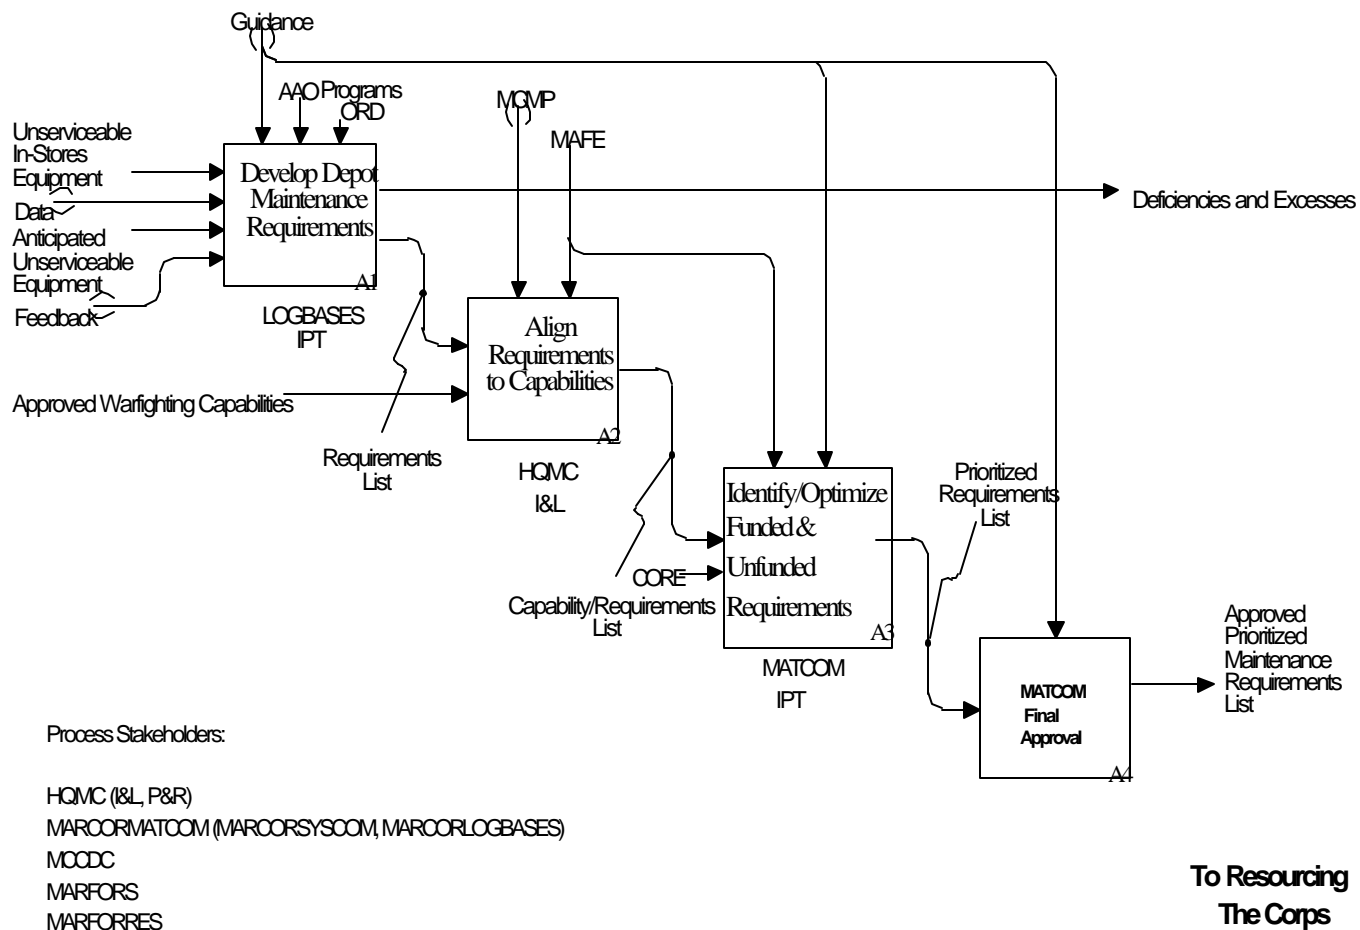 Guidance
AAO Programs
ORD
MCMP
MAFE
Unserviceable
In-Stores
Equipment
Data
Anticipated
Unserviceable
Equipment
Feedback
Develop Depot
Maintenance
Requirements
A1
LOGBASES
IPT
Deficiencies and Excesses
Approved Warfighting Capabilities
Requirements
List
Align
Requirements
to Capabilities
A2
HQMC
I&L
CORE
Capability/Requirements
List
Identify/Optimize
Funded &
Unfunded
Requirements
A3
MATCOM
IPT
Prioritized
Requirements
List
MATCOM
Final
Approval
A4
Approved
Prioritized
Maintenance
Requirements
List
Process Stakeholders:
HQMC (I&L, P&R)
MARCORMATCOM (MARCORSYSCOM, MARCORLOGBASES)
MCCDC
MARFORS
MARFORRES
To Resourcing
The Corps